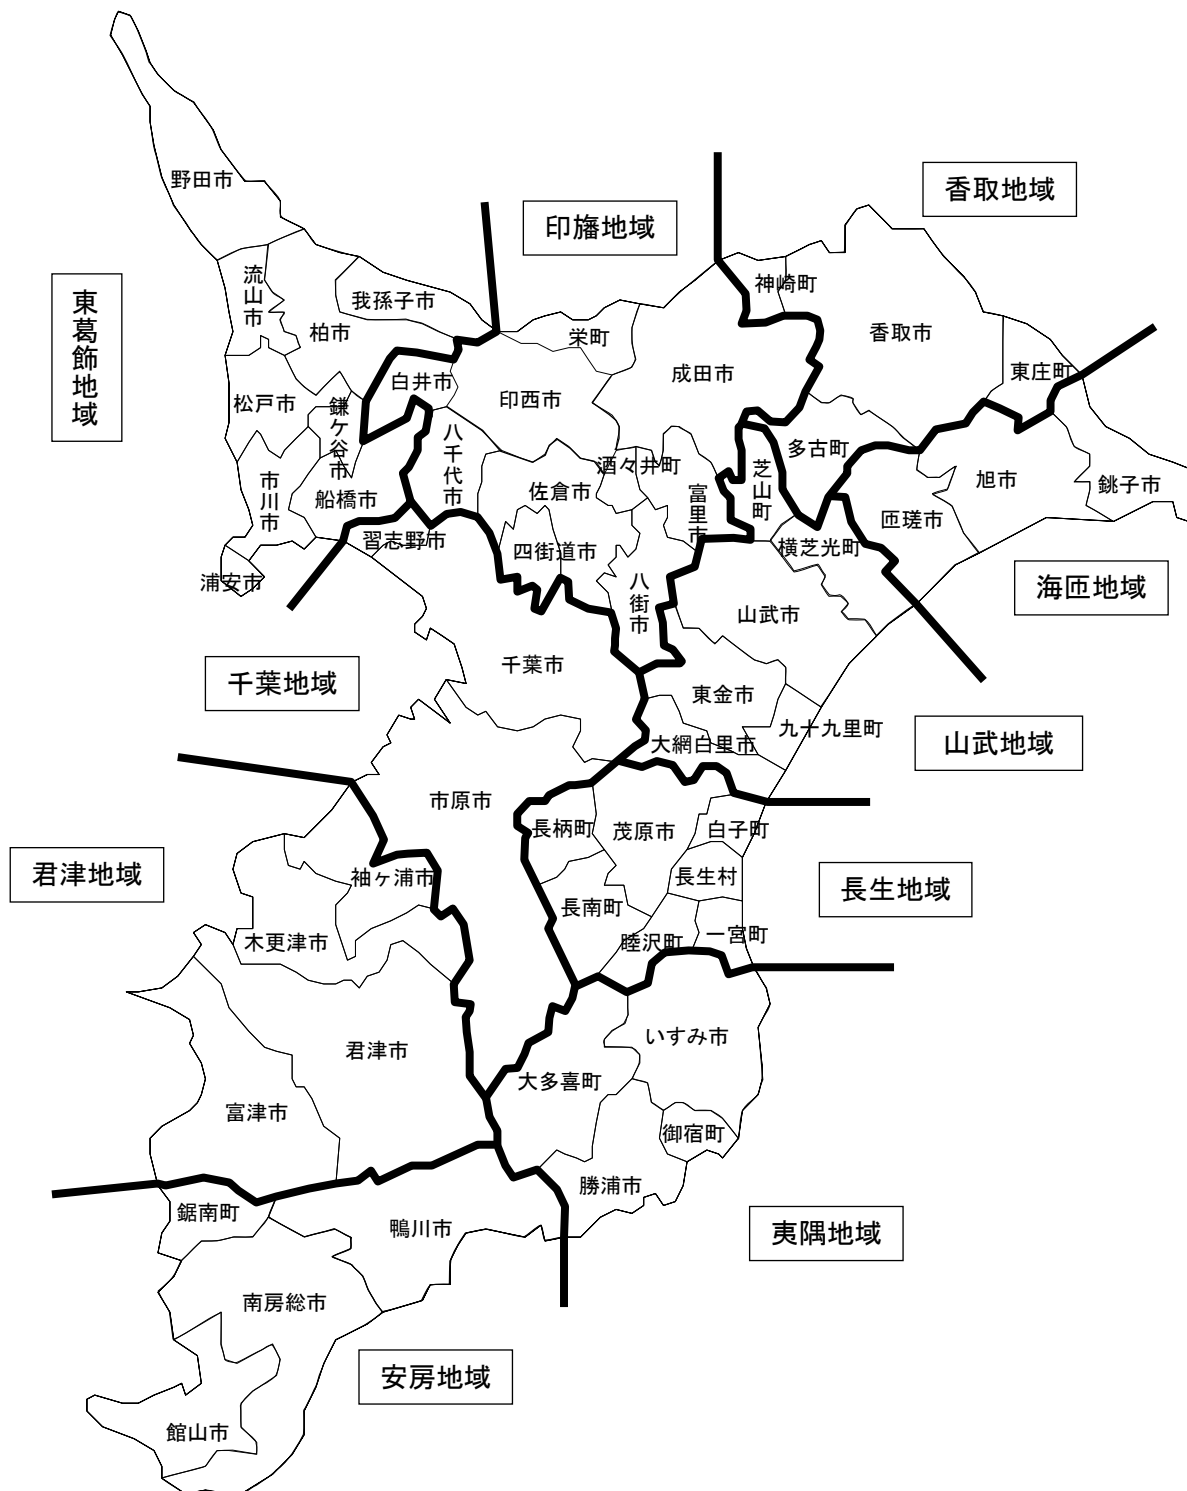 野田市
香取地域
印旛地域
東葛飾地域
流山市
我孫子市
柏市
神崎町
香取市
栄町
成田市
東庄町
白井市
印西市
松戸市
鎌ケ谷市
八千代市
多古町
酒々井町
芝山町
旭市
銚子市
市川市
船橋市
佐倉市
富里市
匝瑳市
習志野市
四街道市
横芝光町
浦安市
八街市
海匝地域
山武市
千葉市
千葉地域
東金市
九十九里町
大網白里市
山武地域
市原市
長柄町
茂原市
白子町
君津地域
袖ヶ浦市
長生村
長生地域
長南町
木更津市
睦沢町
一宮町
いすみ市
君津市
大多喜町
富津市
御宿町
勝浦市
鋸南町
鴨川市
夷隅地域
南房総市
安房地域
館山市